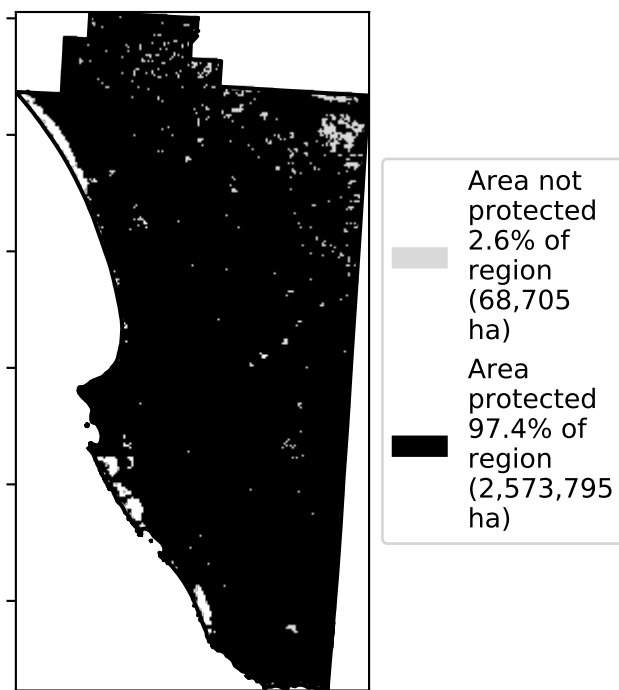 Area not
protected
2.6% of
region
(68,705
ha)
Area
protected
97.4% of
region
(2,573,795
ha)